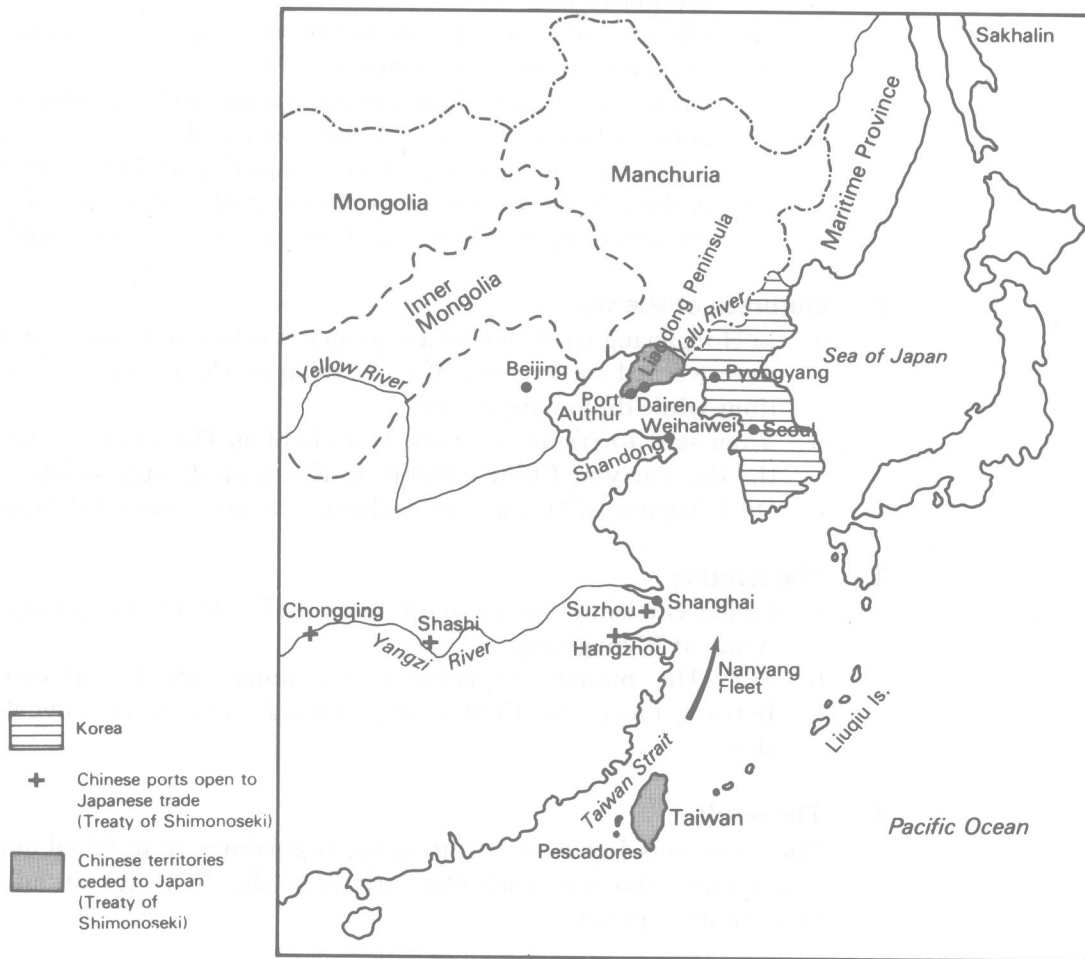 Sakhalin
Maritime Province
Manchuria
Mongolia
Inner
Mongolia
Liaodong Peninsula
Yalu River
Sea of Japan
Yellow River
Beijing
Pyongyang
Port
Authur
Dairen
Weihaiwei
Seoul
Shandong
Chongqing
Shashi
Yangzi River
Suzhou
Shanghai
Hangzhou
Nanyang
Fleet
Liuqiu Is.
Taiwan Strait
Taiwan
Pescadores
Pacific Ocean
Korea
Chinese ports open to
Japanese trade
(Treaty of Shimonoseki)
Chinese territories
ceded to Japan
(Treaty of
Shimonoseki)